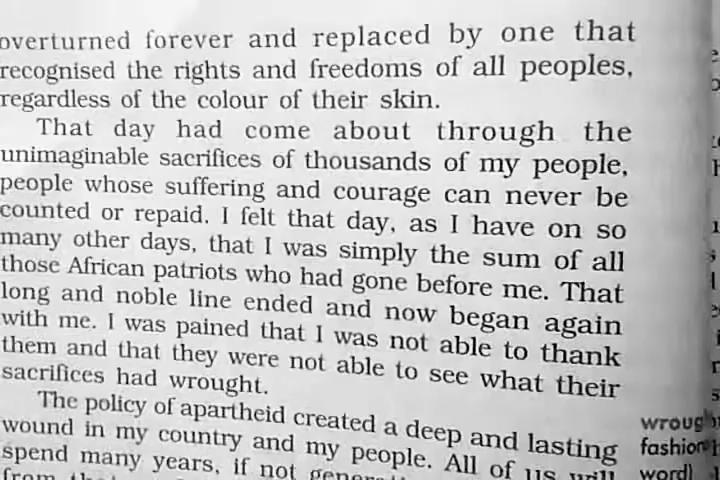 overturned forever and replaced by one that
recognised the rights and freedoms of all peoples,
regardless of the colour of their skin.
That day had come about through the
unimaginable sacrifices of thousands of my people,
people whose suffering and courage can never be
counted or repaid. I felt that day, as I have on so
many other days, that I was simply the sum of all
those African patriots who had gone before me. That
long and noble line ended and now began again
with me. I was pained that I was not able to thank
them and that they were not able to see what their
sacrifices had wrought.
The policy of apartheid created a deep and lasting
wound in my country and my people. All of us will
spend many years, if not
from
wrought
fashion
word)